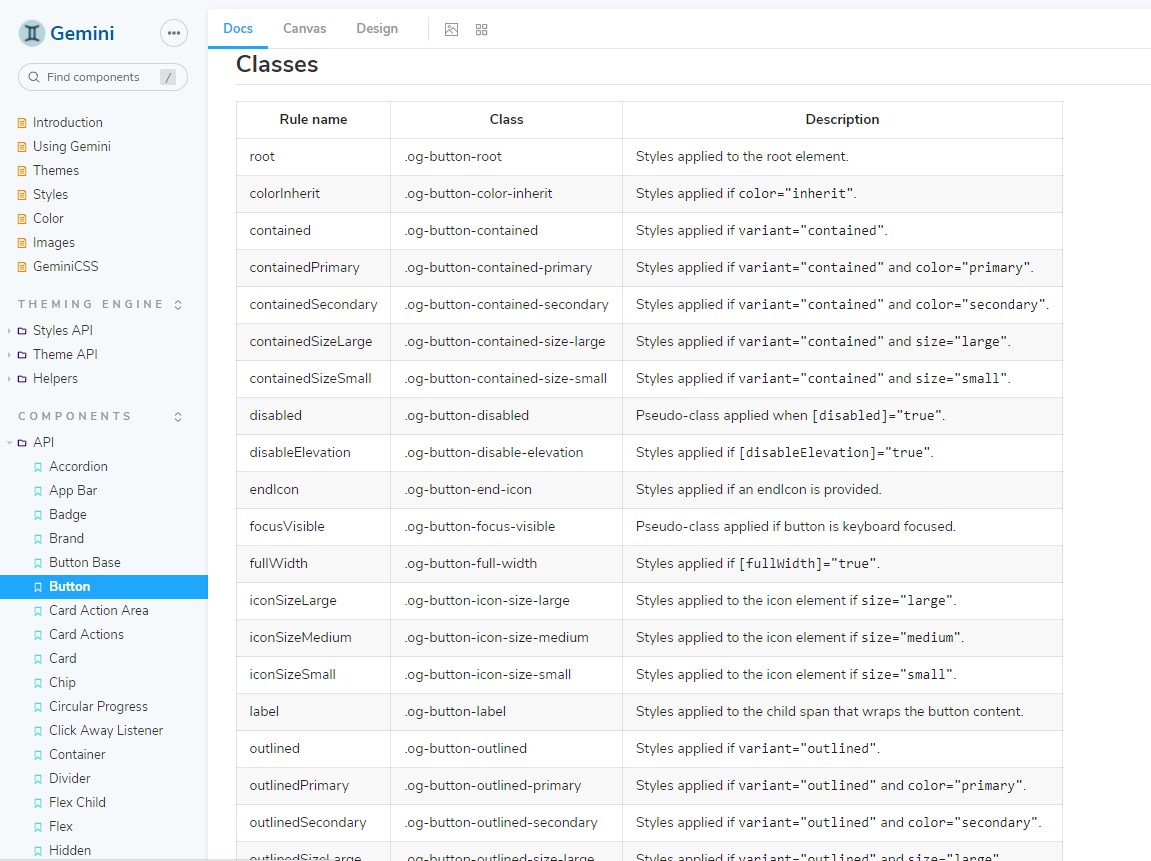 Gemini
Find components /
Introduction
Using Gemini
Themes
Styles
Color
Images
GeminiCSS
THEMING ENGINE
Styles API
Theme API
Helpers
COMPONENTS
API
Accordion
App Bar
Badge
Brand
Button Base
Button
Card Action Area
Card Actions
Card
Chip
Circular Progress
Click Away Listener
Container
Divider
Flex Child
Flex
Hidden
Docs Canvas Design
Classes
Rule name Class Description
root .og-button-root Styles applied to the root element.
colorInherit .og-button-color-inherit Styles applied if color="inherit".
contained .og-button-contained Styles applied if variant="contained".
containedPrimary .og-button-contained-primary Styles applied if variant="contained" and color="primary".
containedSecondary .og-button-contained-secondary Styles applied if variant="contained" and color="secondary".
containedSizeLarge .og-button-contained-size-large Styles applied if variant="contained" and size="large".
containedSizeSmall .og-button-contained-size-small Styles applied if variant="contained" and size="small".
disabled .og-button-disabled Pseudo-class applied when [disabled]="true".
disableElevation .og-button-disable-elevation Styles applied if [disableElevation]="true".
endIcon .og-button-end-icon Styles applied if an endIcon is provided.
focusVisible .og-button-focus-visible Pseudo-class applied if button is keyboard focused.
fullWidth .og-button-full-width Styles applied if [fullWidth]="true".
iconSizeLarge .og-button-icon-size-large Styles applied to the icon element if size="large".
iconSizeMedium .og-button-icon-size-medium Styles applied to the icon element if size="medium".
iconSizeSmall .og-button-icon-size-small Styles applied to the icon element if size="small".
label .og-button-label Styles applied to the child span that wraps the button content.
outlined .og-button-outlined Styles applied if variant="outlined".
outlinedPrimary .og-button-outlined-primary Styles applied if variant="outlined" and color="primary".
outlinedSecondary .og-button-outlined-secondary Styles applied if variant="outlined" and color="secondary".
outlinedSizeLarge .og-button-outlined-size-large Styles applied if variant="outlined" and size="large"